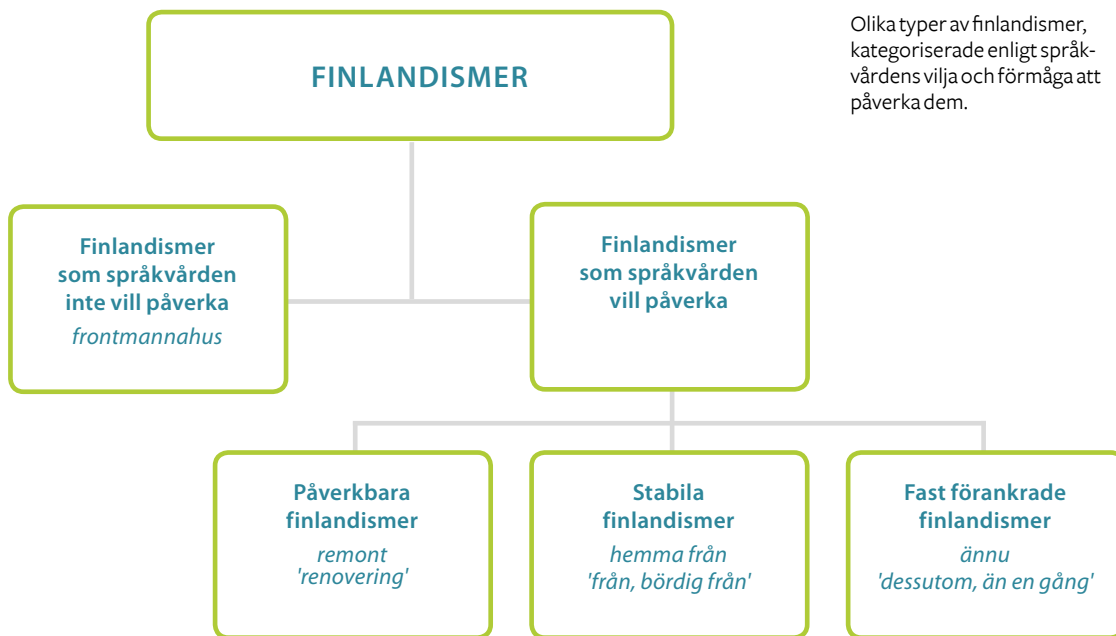 Olika typer av finlandismer,
kategoriserade enligt språk-
vårdens vilja och förmåga att
påverka dem.
FINLANDISMER
Finlandismer
som språkvården
inte vill påverka
frontmannahus
Finlandismer
som språkvården
vill påverka
Påverkbara
finlandismer
remont
'renovering'
Stabila
finlandismer
hemma från
'från, bördig från'
Fast förankrade
finlandismer
ännu
'dessutom, än en gång'